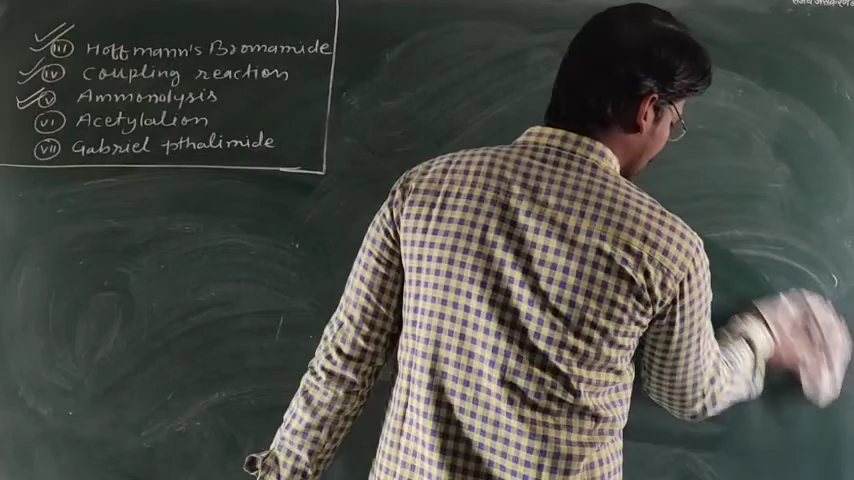 (iii) Hoffmann's Bromamide
(iv) Coupling reaction
(v) Ammonolysis
(vi) Acetylation
(vii) Gabriel pthalimide